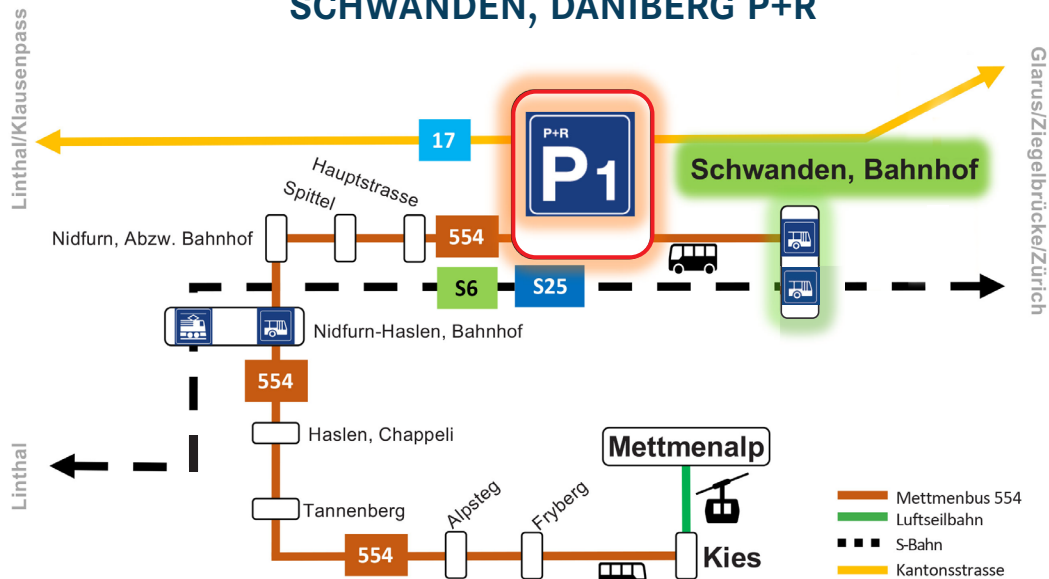 SCHWANDEN, DÄNIBERG P+R
Linthal/Klausenpass
Glarus/Ziegelbrücke/Zürich
17
P+R
P1
Schwanden, Bahnhof
Hauptstrasse
Spittel
Nidfurn, Abzw. Bahnhof
554
S6
S25
Nidfurn-Haslen, Bahnhof
554
Haslen, Chappeli
Mettmenalp
Linthal
Tannenberg
Alpsteg
Fryberg
554
Kies
Mettmenbus 554
Luftseilbahn
S-Bahn
Kantonsstrasse